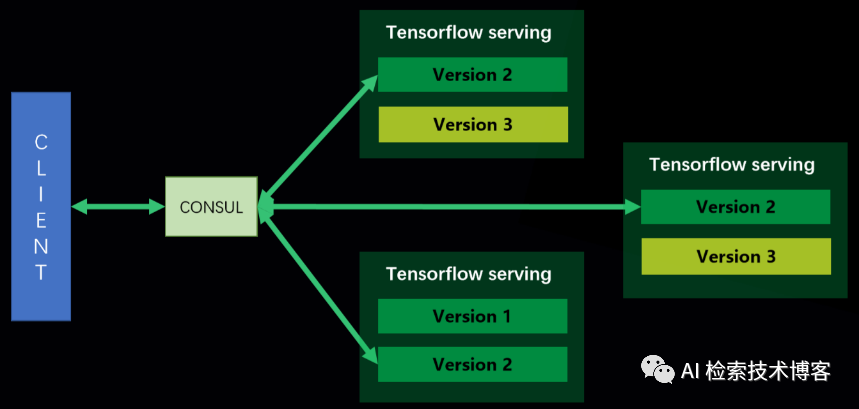 CLIENT
CONSUL
Tensorflow serving
Version 2
Version 3
Tensorflow serving
Version 2
Version 3
Tensorflow serving
Version 1
Version 2
AI 检索技术博客